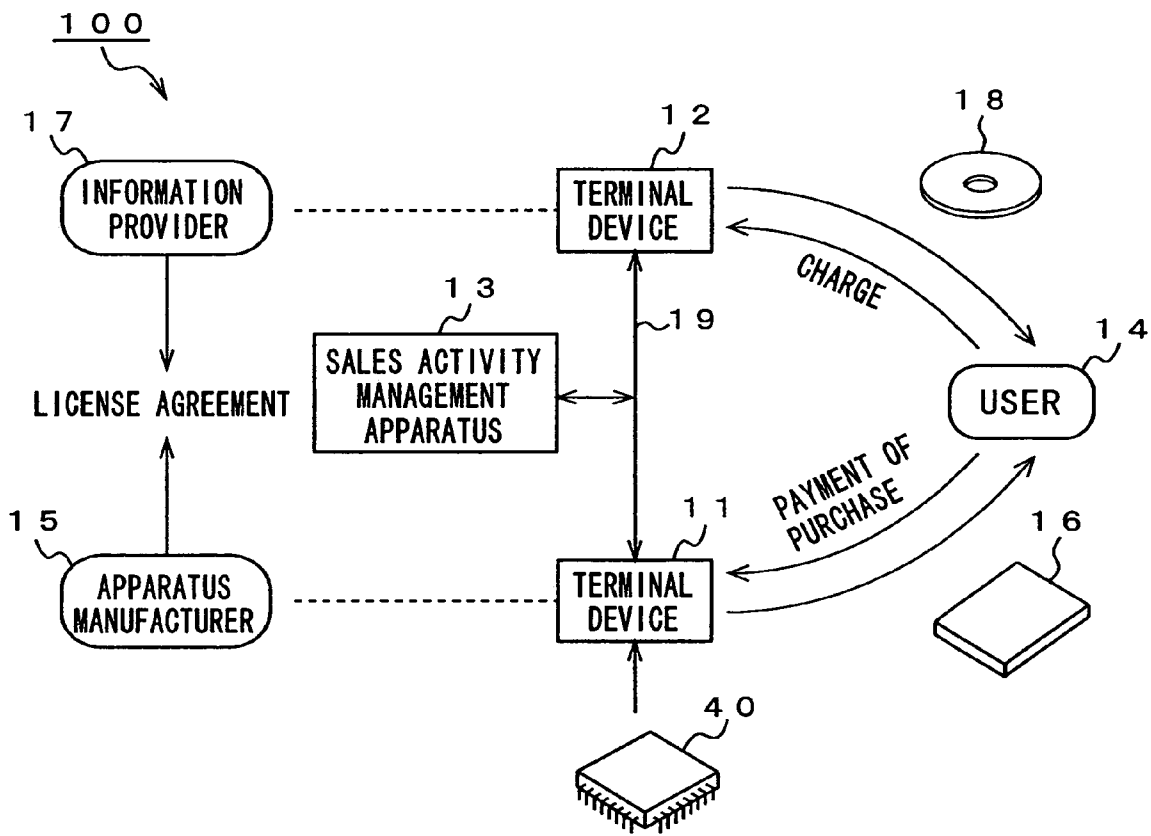 100
17
INFORMATION
PROVIDER
12
TERMINAL
DEVICE
18
CHARGE
13
SALES ACTIVITY
MANAGEMENT
APPARATUS
19
14
USER
LICENSE AGREEMENT
15
APPARATUS
MANUFACTURER
11
TERMINAL
DEVICE
PAYMENT OF
PURCHASE
16
40